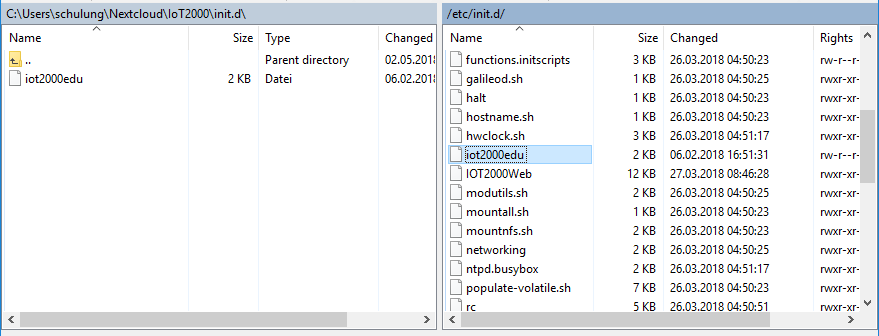 C:\Users\schulung\Nextcloud\IoT2000\init.d\
Name Size Type Changed
.. Parent directory 02.05.2018
iot2000edu 2 KB Datei 06.02.2018
/etc/init.d/
Name Size Changed Rights
functions.initscripts 3 KB 26.03.2018 04:50:23 rw-r--r-
galileod.sh 1 KB 26.03.2018 04:50:25 rwxr-xr-
halt 1 KB 26.03.2018 04:50:23 rwxr-xr-
hostname.sh 1 KB 26.03.2018 04:50:23 rwxr-xr-
hwclock.sh 3 KB 26.03.2018 04:51:17 rwxr-xr-
iot2000edu 2 KB 06.02.2018 16:51:31 rw-r--r-
IOT2000Web 12 KB 27.03.2018 08:46:28 rwxr-xr-
modutils.sh 2 KB 26.03.2018 04:50:25 rwxr-xr-
mountall.sh 1 KB 26.03.2018 04:50:23 rwxr-xr-
mountnfs.sh 2 KB 26.03.2018 04:50:23 rwxr-xr-
networking 2 KB 26.03.2018 04:50:25 rwxr-xr-
ntpd.busybox 2 KB 26.03.2018 04:51:17 rwxr-xr-
populate-volatile.sh 7 KB 26.03.2018 04:50:23 rwxr-xr-
rc 5 KB 26.03.2018 04:50:51 rwxr-xr-